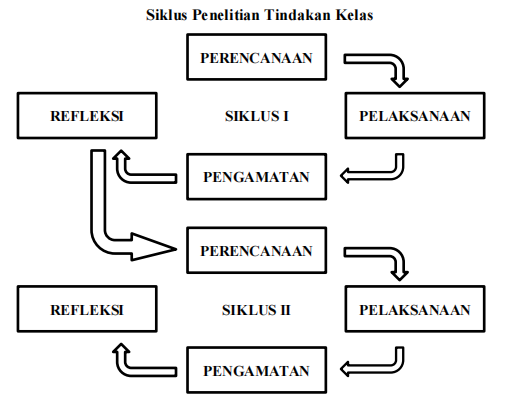 Siklus Penelitian Tindakan Kelas
PERENCANAAN
REFLEKSI
SIKLUS I
PELAKSANAAN
PENGAMATAN
PERENCANAAN
REFLEKSI
SIKLUS II
PELAKSANAAN
PENGAMATAN